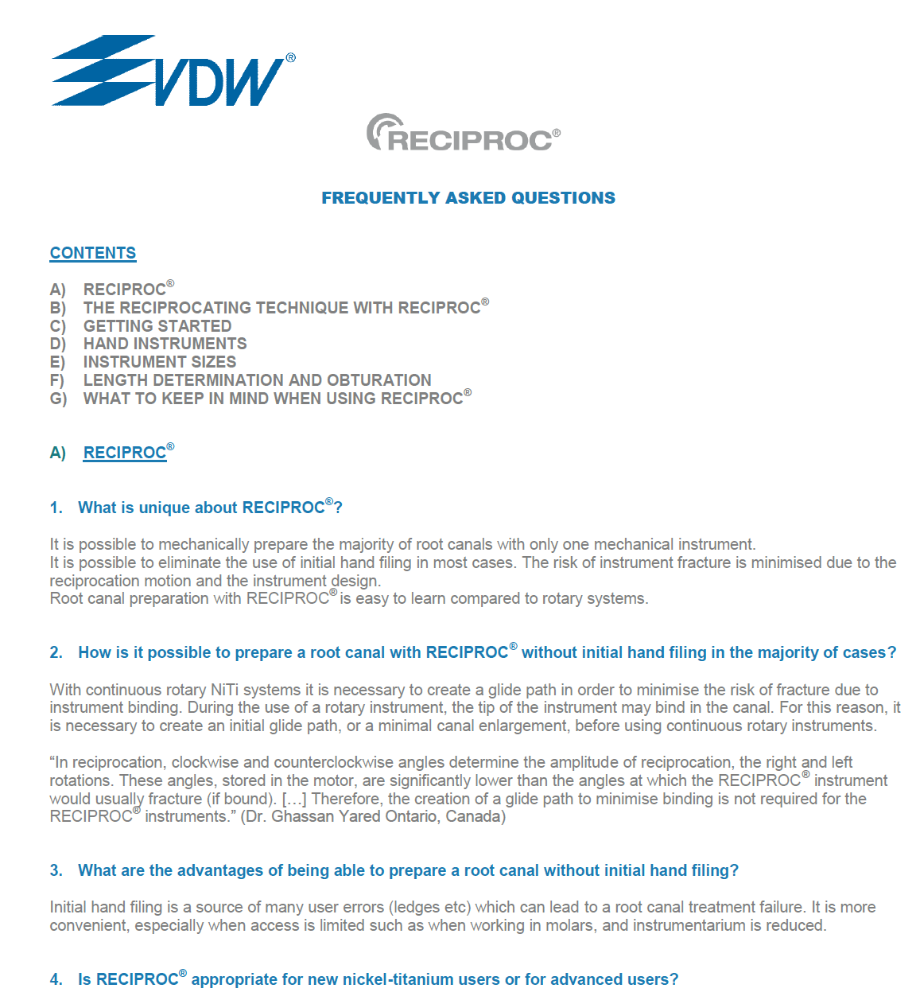 VDW®
RECIPROC®
FREQUENTLY ASKED QUESTIONS
CONTENTS
A) RECIPROC®
B) THE RECIPROCATING TECHNIQUE WITH RECIPROC®
C) GETTING STARTED
D) HAND INSTRUMENTS
E) INSTRUMENT SIZES
F) LENGTH DETERMINATION AND OBTURATION
G) WHAT TO KEEP IN MIND WHEN USING RECIPROC®
A) RECIPROC®
1. What is unique about RECIPROC®?
It is possible to mechanically prepare the majority of root canals with only one mechanical instrument.
It is possible to eliminate the use of initial hand filing in most cases. The risk of instrument fracture is minimised due to the
reciprocation motion and the instrument design.
Root canal preparation with RECIPROC® is easy to learn compared to rotary systems.
2. How is it possible to prepare a root canal with RECIPROC® without initial hand filing in the majority of cases?
With continuous rotary NiTi systems it is necessary to create a glide path in order to minimise the risk of fracture due to
instrument binding. During the use of a rotary instrument, the tip of the instrument may bind in the canal. For this reason, it
is necessary to create an initial glide path, or a minimal canal enlargement, before using continuous rotary instruments.
“In reciprocation, clockwise and counterclockwise angles determine the amplitude of reciprocation, the right and left
rotations. These angles, stored in the motor, are significantly lower than the angles at which the RECIPROC® instrument
would usually fracture (if bound). […] Therefore, the creation of a glide path to minimise binding is not required for the
RECIPROC® instruments.” (Dr. Ghassan Yared Ontario, Canada)
3. What are the advantages of being able to prepare a root canal without initial hand filing?
Initial hand filing is a source of many user errors (ledges etc) which can lead to a root canal treatment failure. It is more
convenient, especially when access is limited such as when working in molars, and instrumentarium is reduced.
4. Is RECIPROC® appropriate for new nickel-titanium users or for advanced users?